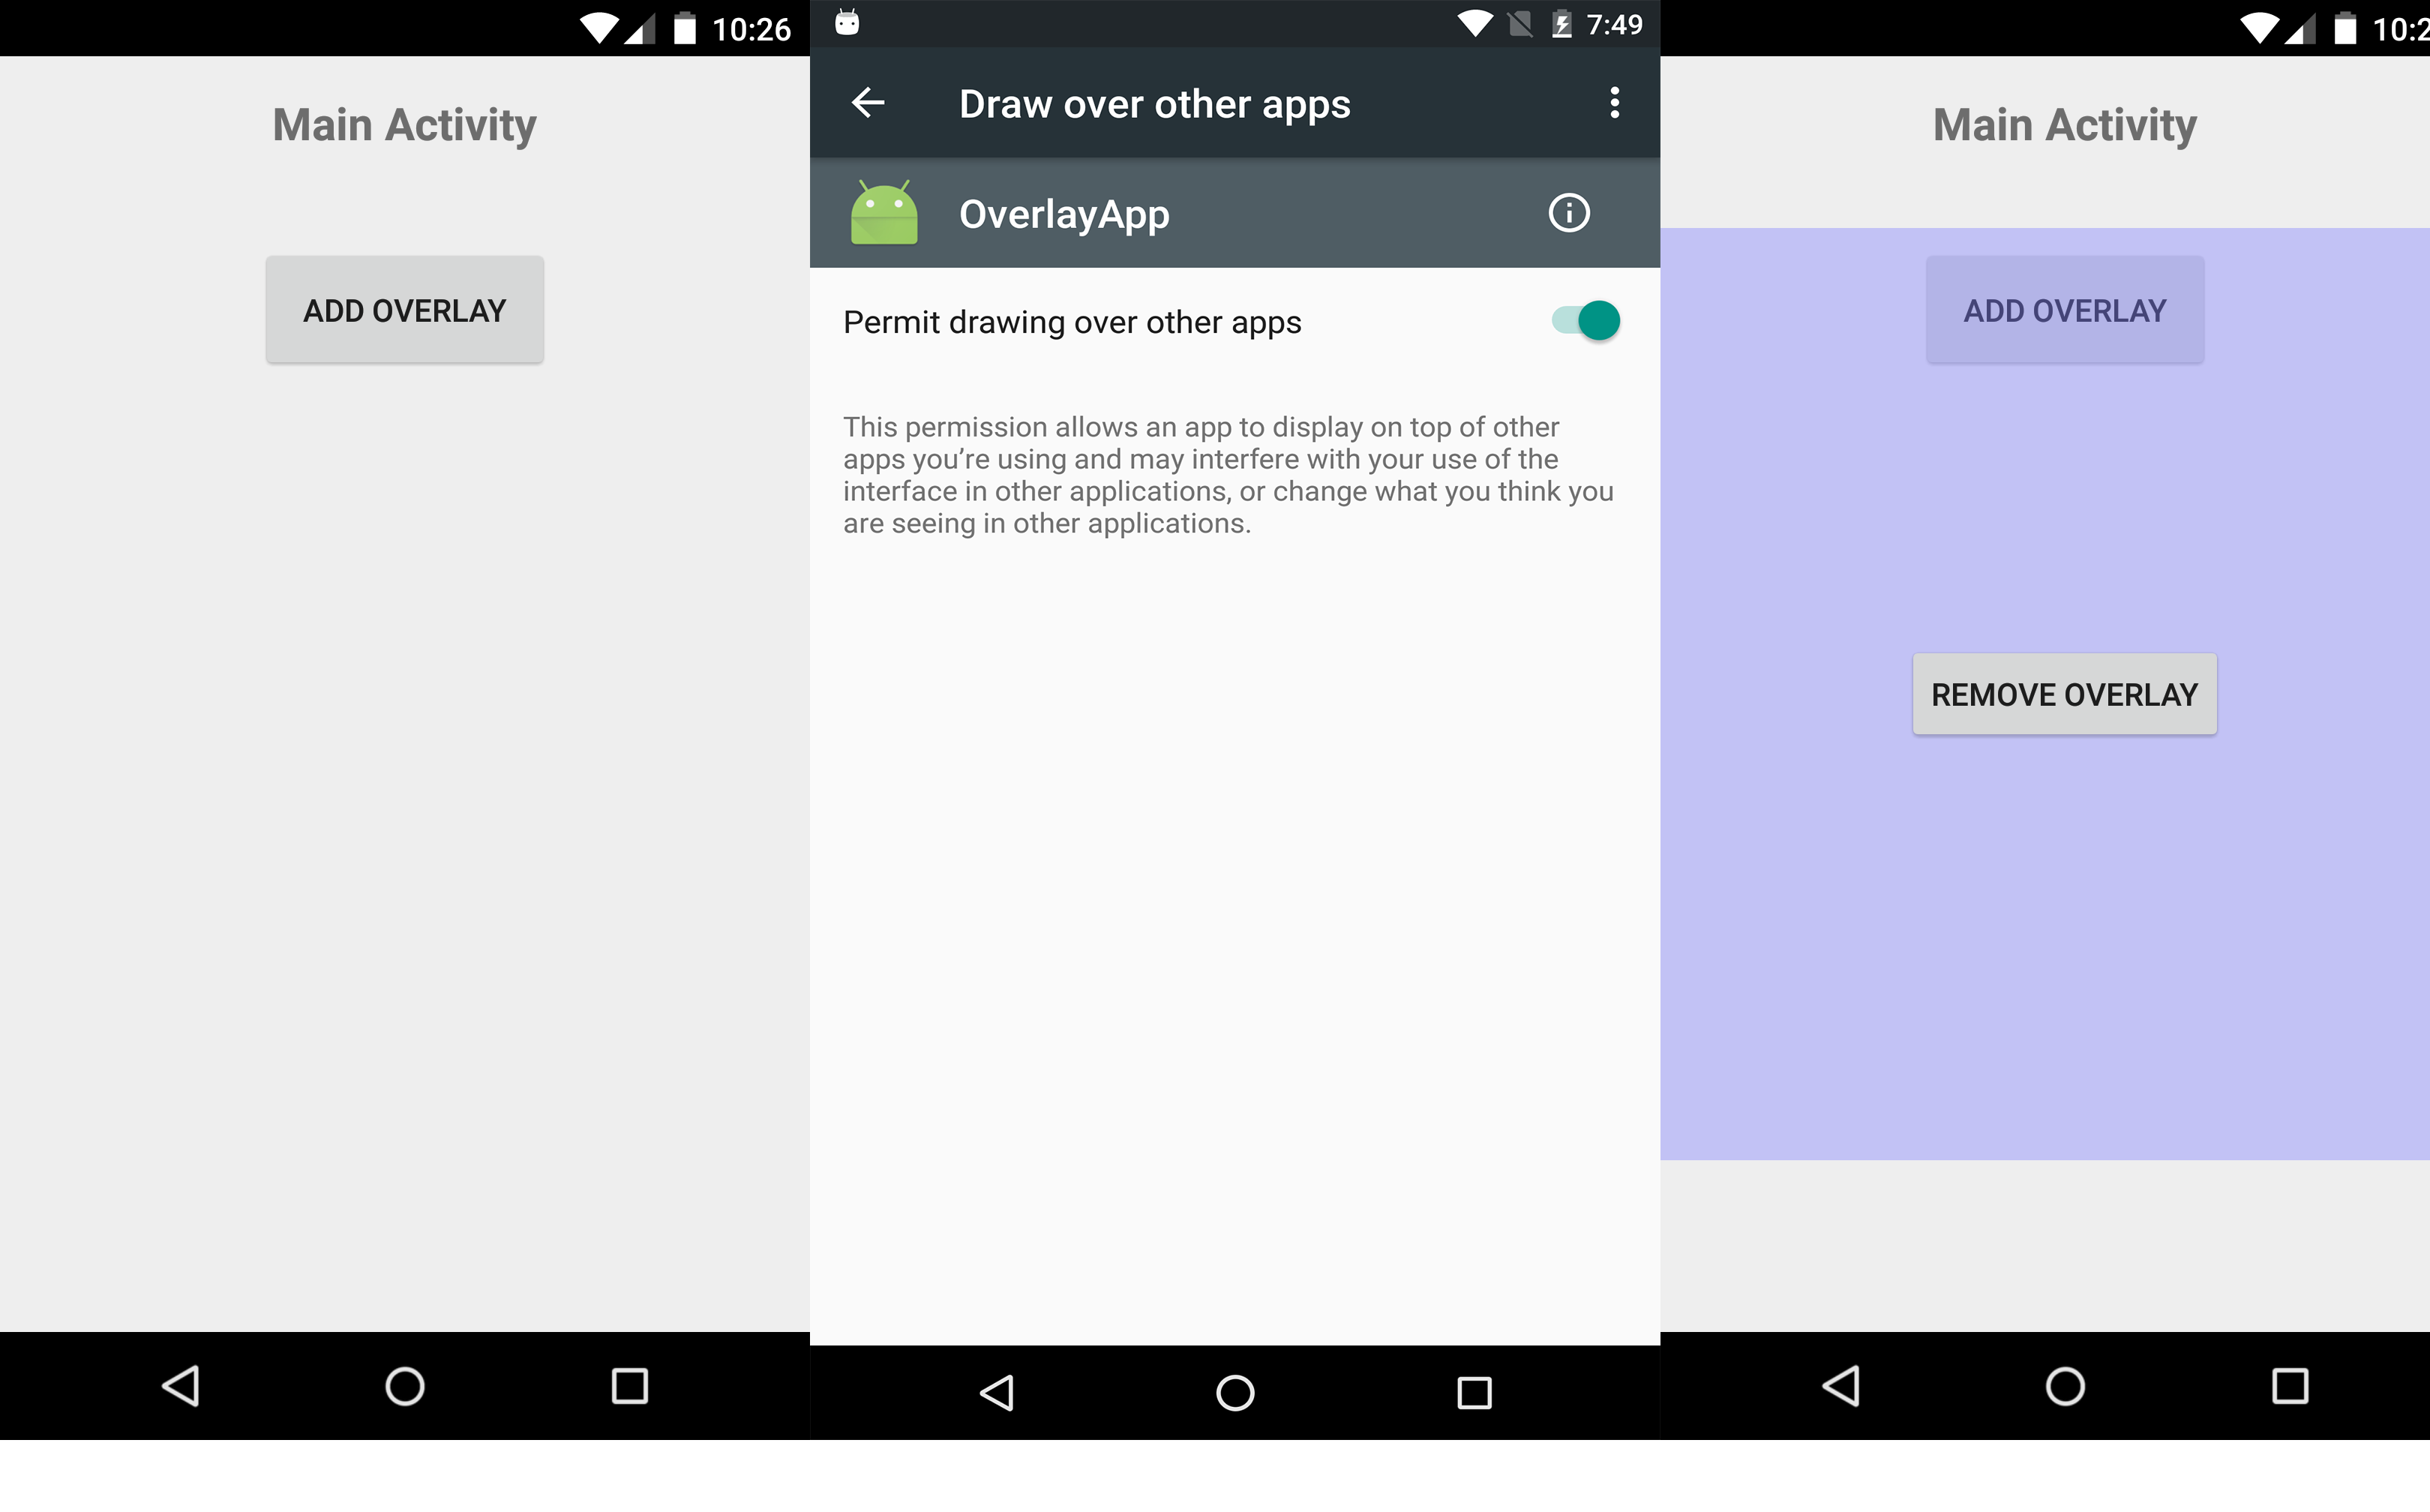 10:26
Main Activity
ADD OVERLAY
7:49
Draw over other apps
OverlayApp
Permit drawing over other apps
This permission allows an app to display on top of other
apps you’re using and may interfere with your use of the
interface in other applications, or change what you think you
are seeing in other applications.
10:2
Main Activity
ADD OVERLAY
REMOVE OVERLAY